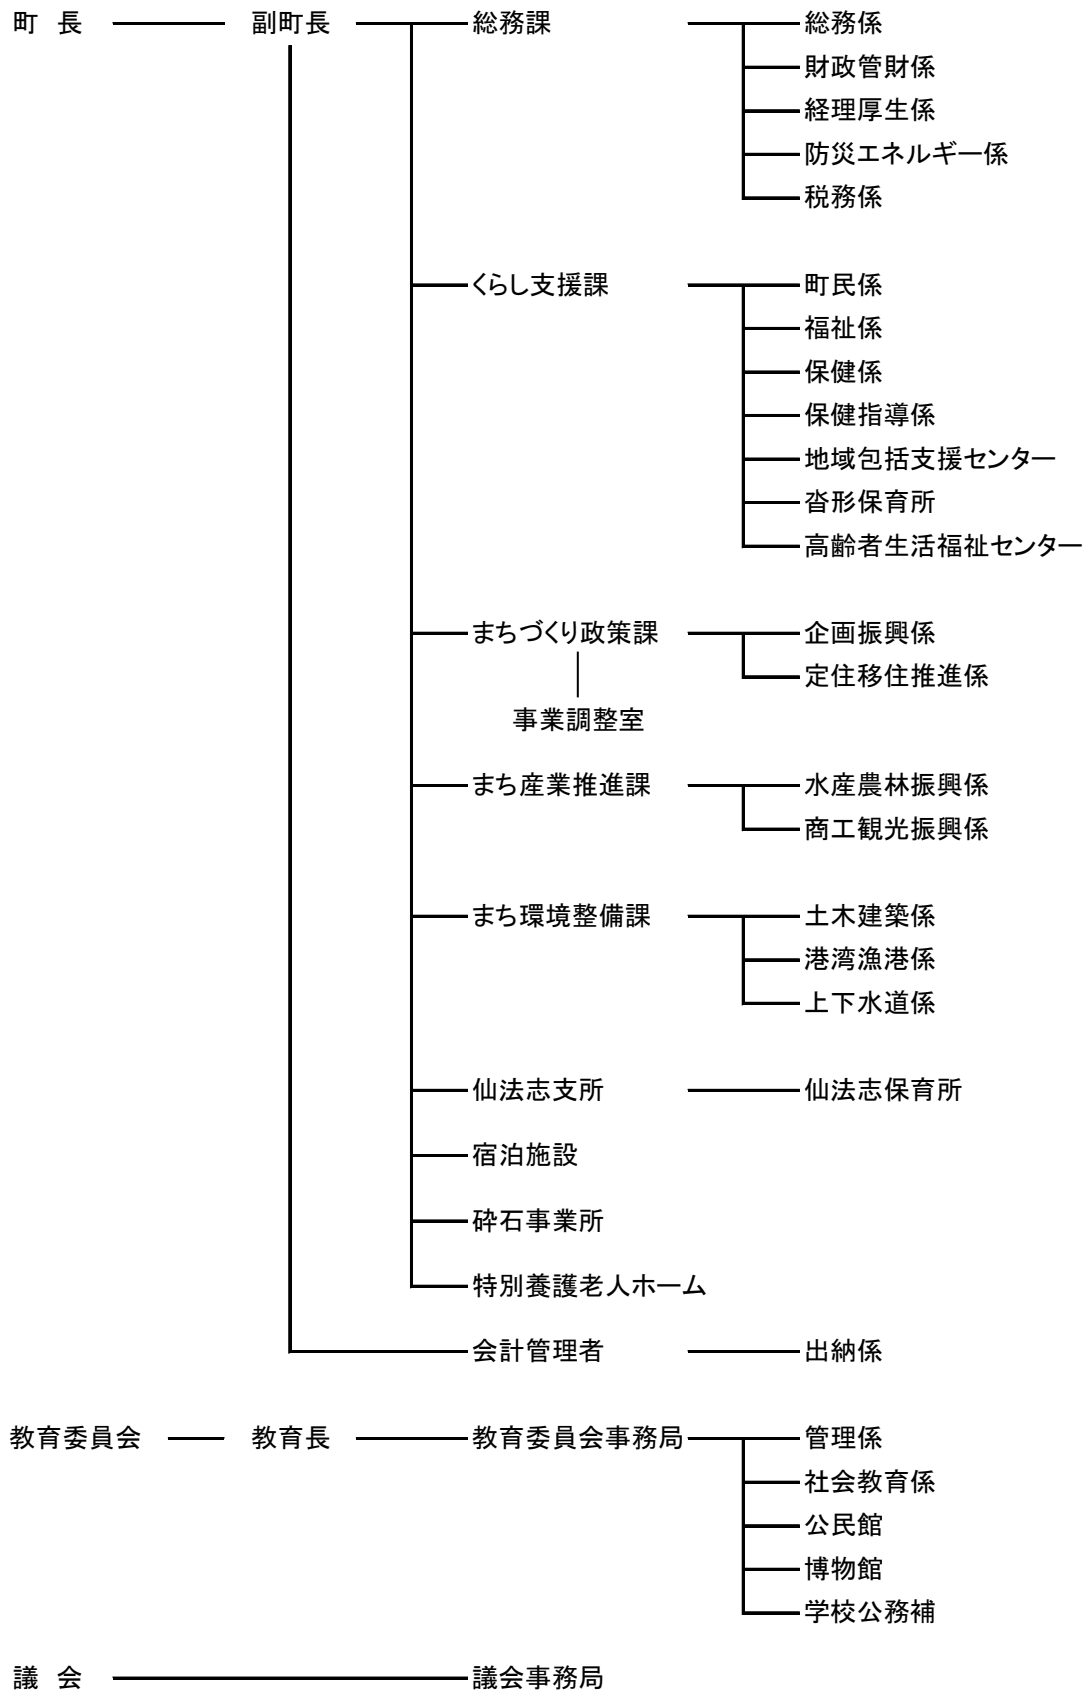 町 長 副町長 総務課 総務係
財政管財係
経理厚生係
防災エネルギー係
税務係
くらし支援課 町民係
福祉係
保健係
保健指導係
地域包括支援センター
沓形保育所
高齢者生活福祉センター
まちづくり政策課 企画振興係
定住移住推進係
事業調整室
まち産業推進課 水産農林振興係
商工観光振興係
まち環境整備課 土木建築係
港湾漁港係
上下水道係
仙法志支所 仙法志保育所
宿泊施設
砕石事業所
特別養護老人ホーム
会計管理者 出納係
教育委員会 教育長 教育委員会事務局 管理係
社会教育係
公民館
博物館
学校公務補
議 会 議会事務局